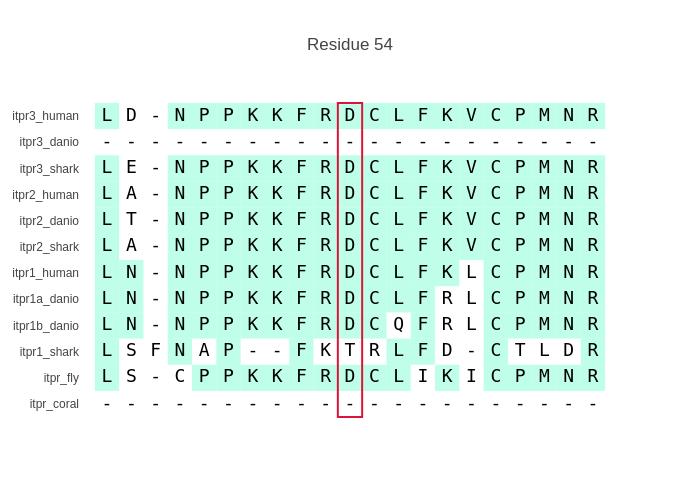 Residue 54
itpr3_human L D - N P P K K F R D C L F K V C P M N R
itpr3_danio - - - - - - - - - - - - - - - - - - - - -
itpr3_shark L E - N P P K K F R D C L F K V C P M N R
itpr2_human L A - N P P K K F R D C L F K V C P M N R
itpr2_danio L T - N P P K K F R D C L F K V C P M N R
itpr2_shark L A - N P P K K F R D C L F K V C P M N R
itpr1_human L N - N P P K K F R D C L F K L C P M N R
itpr1a_danio L N - N P P K K F R D C L F R L C P M N R
itpr1b_danio L N - N P P K K F R D C Q F R L C P M N R
itpr1_shark L S F N A P - - F K T R L F D - C T L D R
itpr_fly L S - C P P K K F R D C L I K I C P M N R
itpr_coral - - - - - - - - - - - - - - - - - - - - -